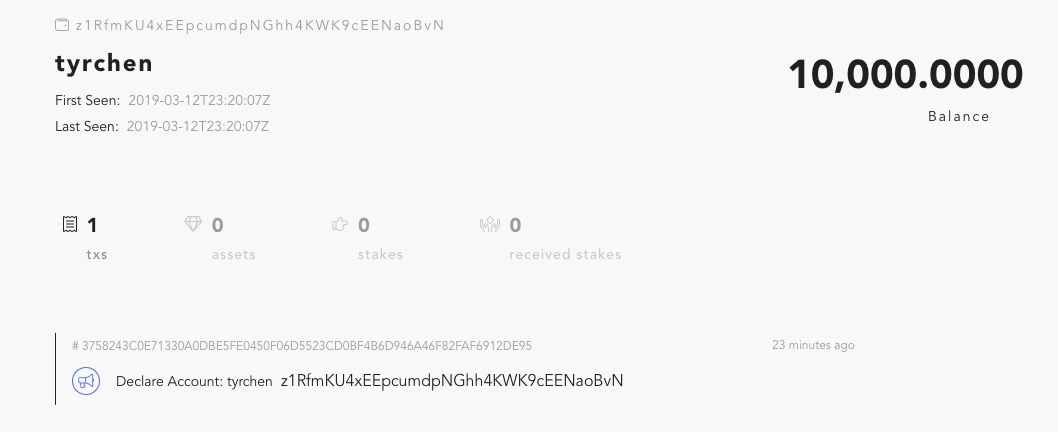 z1RfmKU4xEEpcumdpNGhh4KWK9cEENaoBvN
tyrchen
10,000.0000
First Seen: 2019-03-12T23:20:07Z
Balance
Last Seen: 2019-03-12T23:20:07Z
1 0 0 0
txs assets stakes received stakes
# 3758243C0E71330A0DBE5FE0450F06D5523CD0BF4B6D946A46F82FAF6912DE95 23 minutes ago
Declare Account: tyrchen z1RfmKU4xEEpcumdpNGhh4KWK9cEENaoBvN